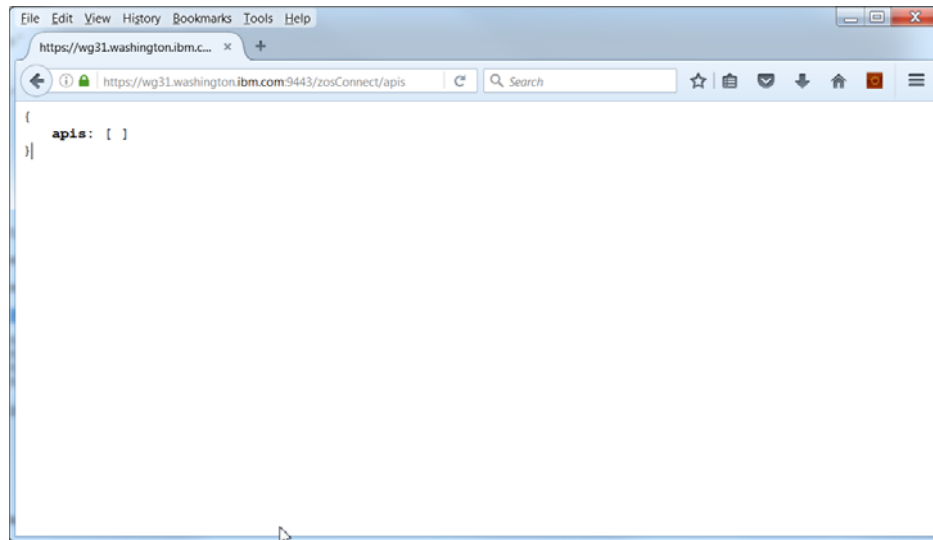 File Edit View History Bookmarks Tools Help
https://wg31.washington.ibm.c... × +
https://wg31.washington.ibm.com:9443/zosConnect/apis Search
{
apis: [ ]
}